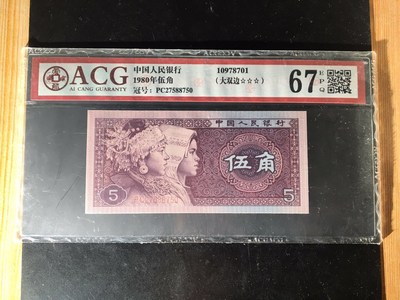 ACG
AI CANG GUARANTY
中国人民银行
1980年伍角
冠号：PC27588750
10978701
（大双边☆☆☆）
67 EPQ
中国人民银行
伍角
5
5